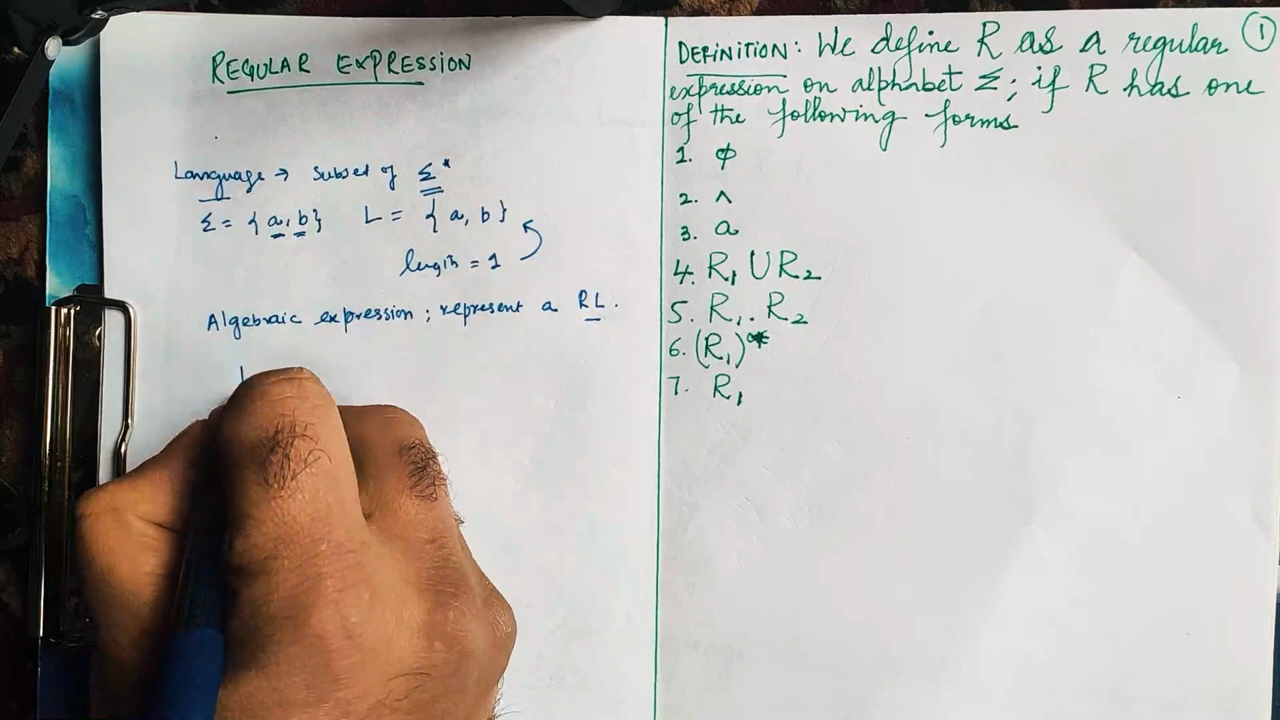 REGULAR EXPRESSION
Language → Subset of Σ*
Σ = {a, b} L = {a, b}
length = 1
Algebraic expression ; represent a RL.
DEFINITION: We define R as a regular ①
expression on alphabet Σ; if R has one
of the following forms
1. ϕ
2. ^
3. a
4. R₁ U R₂
5. R₁. R₂
6. (R₁)*
7. R₁